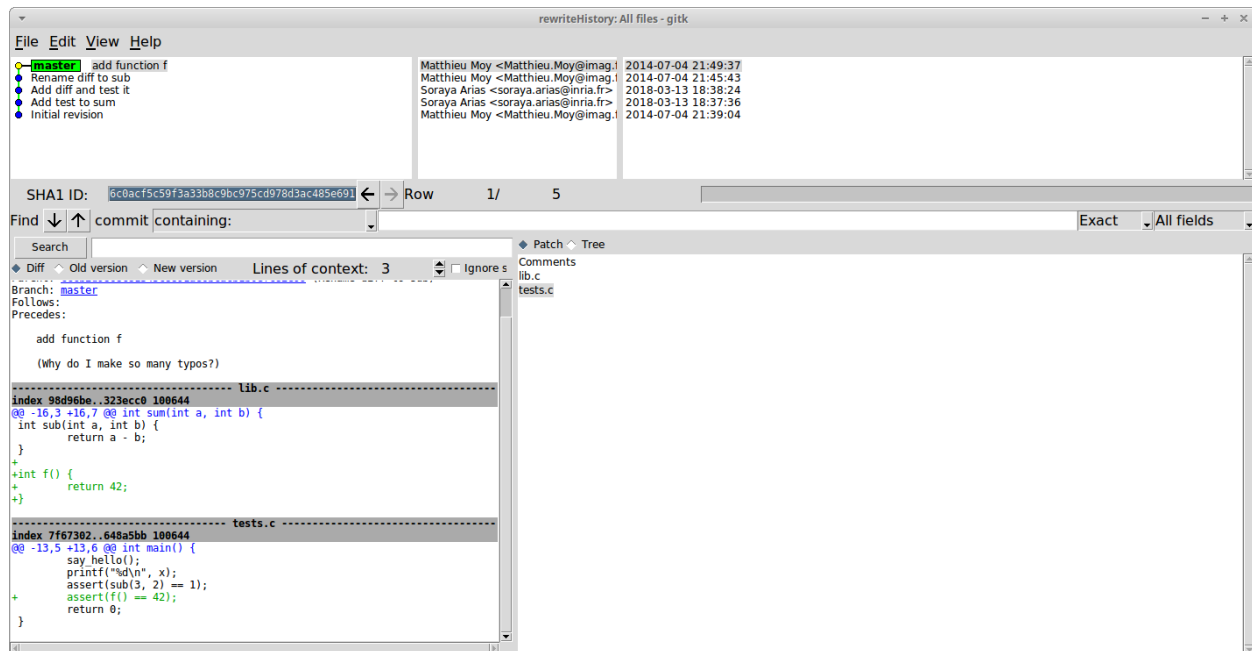 rewriteHistory: All files - gitk
File Edit View Help
master add function f Matthieu Moy <Matthieu.Moy@imag.f 2014-07-04 21:49:37
Rename diff to sub Matthieu Moy <Matthieu.Moy@imag.f 2014-07-04 21:45:43
Add diff and test it Soraya Arias <soraya.arias@inria.fr> 2018-03-13 18:38:24
Add test to sum Soraya Arias <soraya.arias@inria.fr> 2018-03-13 18:37:36
Initial revision Matthieu Moy <Matthieu.Moy@imag.f 2014-07-04 21:39:04
SHA1 ID: 6c0acf5c59f3a33b8c9bc975cd978d3ac485e691 Row 1/ 5
Find commit containing: Exact All fields
Search
Diff Old version New version Lines of context: 3 Ignore s
Branch: master
Follows:
Precedes:
add function f
(Why do I make so many typos?)
---------------------------------- lib.c ----------------------------------
index 98d96be..323ecc0 100644
@@ -16,3 +16,7 @@ int sum(int a, int b) {
int sub(int a, int b) {
return a - b;
}
+
+int f() {
+ return 42;
+}
---------------------------------- tests.c ----------------------------------
index 7f67302..648a5bb 100644
@@ -13,5 +13,6 @@ int main() {
say_hello();
printf("%d\n", x);
assert(sub(3, 2) == 1);
+ assert(f() == 42);
return 0;
}
Patch Tree
Comments
lib.c
tests.c